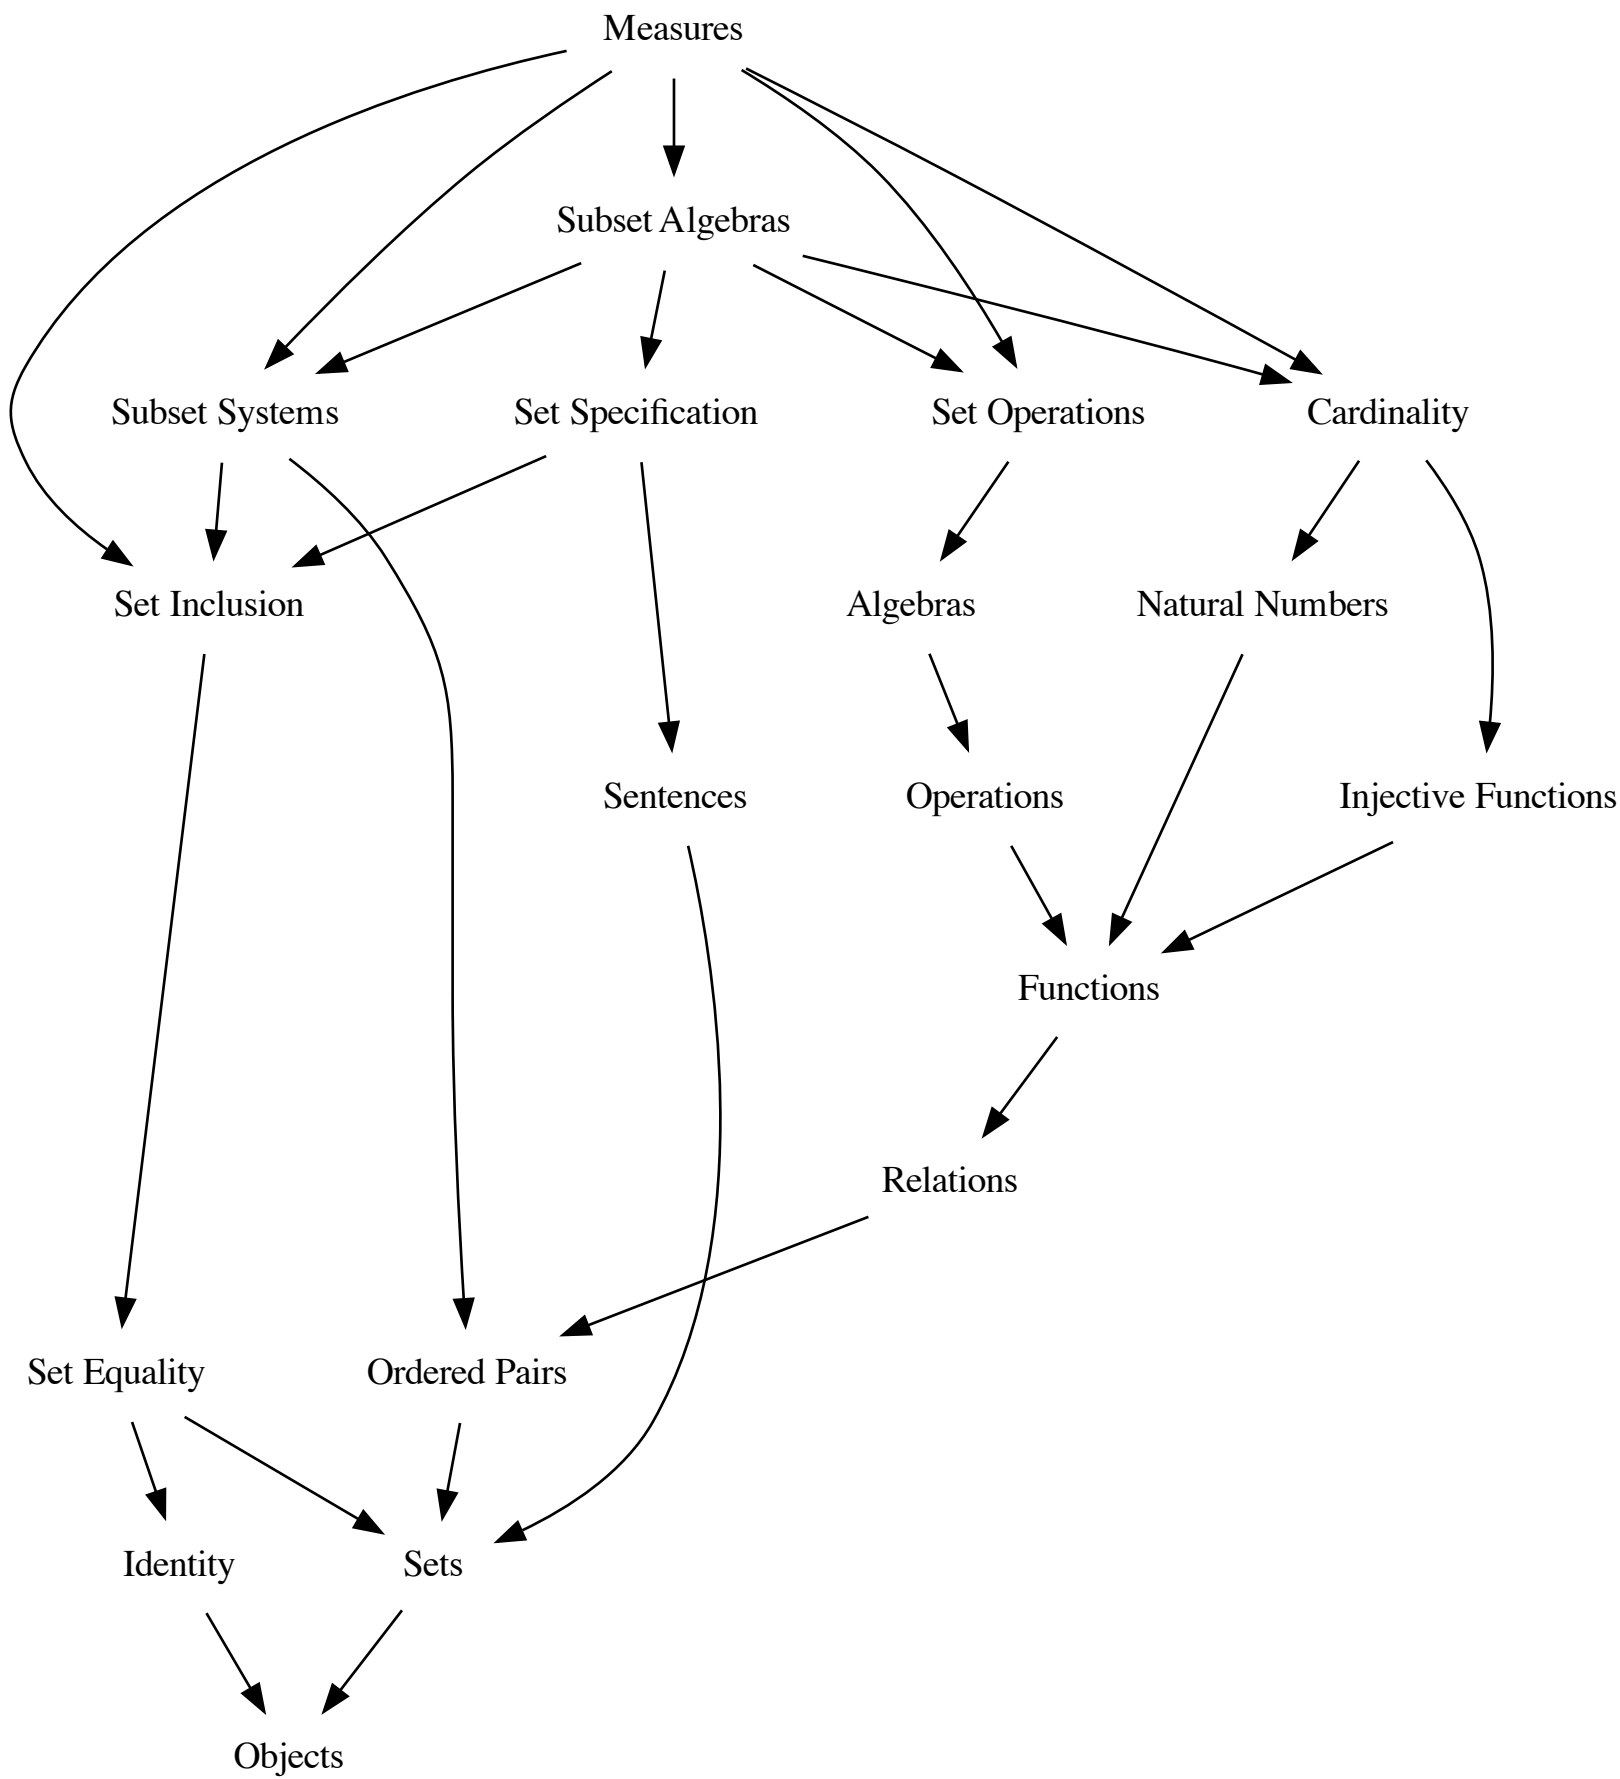 Measures
Subset Algebras
Subset Systems
Set Specification
Set Operations
Cardinality
Set Inclusion
Algebras
Natural Numbers
Sentences
Operations
Injective Functions
Functions
Relations
Set Equality
Ordered Pairs
Identity
Sets
Objects